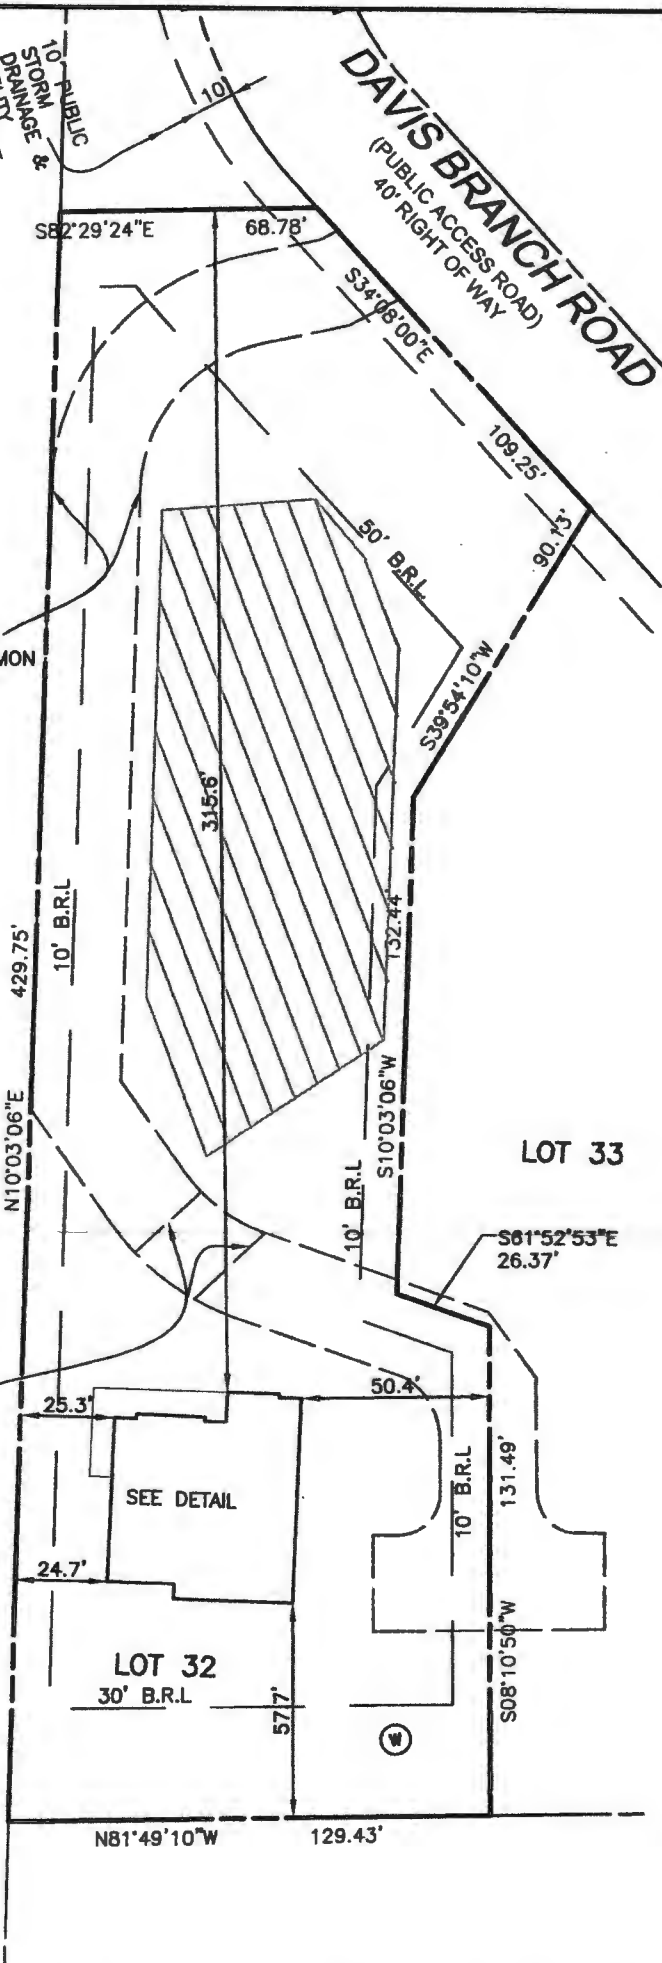 10' PUBLIC
STORM
DRAINAGE &
10'
DAVIS BRANCH ROAD
(PUBLIC ACCESS ROAD)
40' RIGHT OF WAY
S82°29'24"E 68.78'
S34°08'00"E
109.25'
50' B.R.L.
90.13'
S39°54'10"W
MON
315.6'
10' B.R.L
429.75'
N10°03'06"E
132.44'
S10°03'06"W
10' B.R.L
LOT 33
S61°52'53"E
26.37'
25.3'
50.4'
SEE DETAIL
10' B.R.L
131.49'
S08°10'50"W
24.7'
LOT 32
30' B.R.L
57.7'
W
N81°49'10"W 129.43'